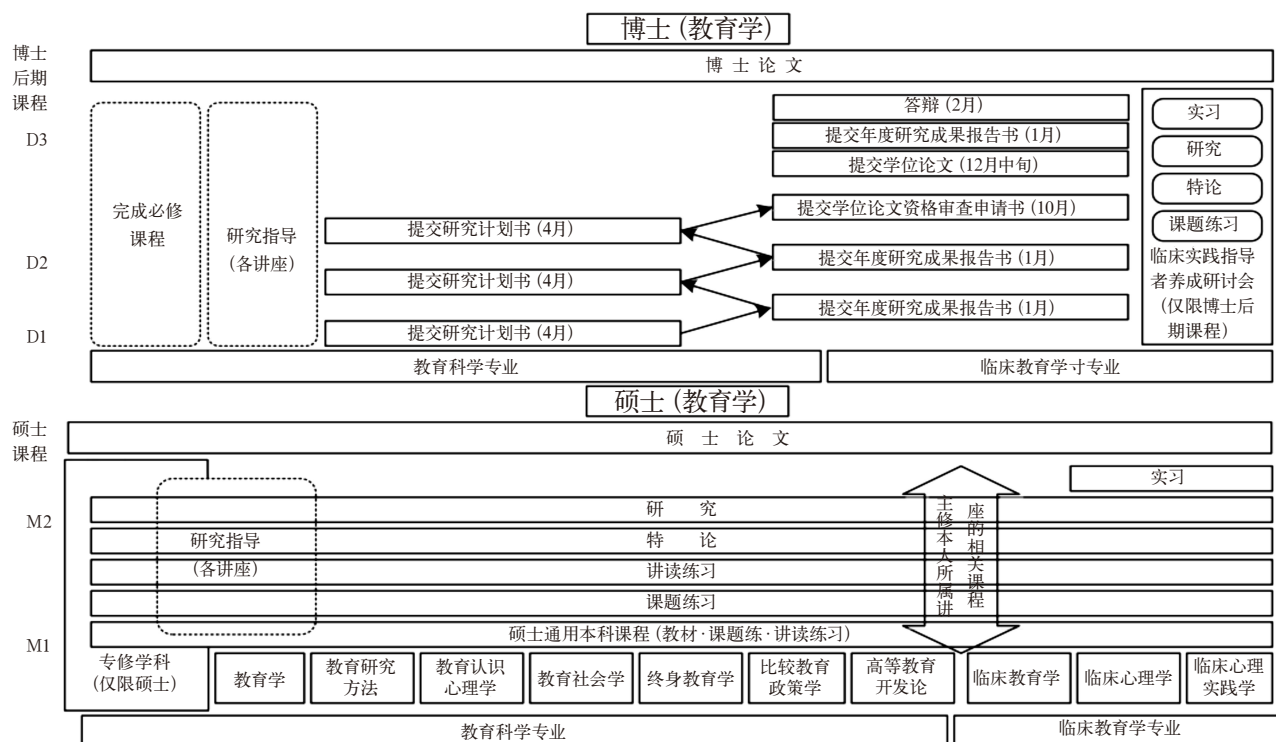 博士 (教育学)
博士
后期
课程
博 士 论 文
D3
D2
D1
完成必修
课程
研究指导
(各讲座)
答辩 (2月)
提交年度研究成果报告书 (1月)
提交学位论文 (12月中旬)
提交学位论文资格审查申请书 (10月)
提交研究计划书 (4月)
提交年度研究成果报告书 (1月)
提交研究计划书 (4月)
提交年度研究成果报告书 (1月)
提交研究计划书 (4月)
实习
研究
特论
课题练习
临床实践指导
者养成研讨会
(仅限博士后
期课程)
教育科学专业
临床教育学寸专业
硕士 (教育学)
硕士
课程
硕 士 论 文
M2
M1
实习
研 究
特 论
讲读练习
课题练习
硕士通用本科课程 (教材·课题练·讲读练习)
研究指导
(各讲座)
主修本人所属讲
座的相关课程
专修学科
(仅限硕士)
教育学
教育研究
方法
教育认识
心理学
教育社会学
终身教育学
比较教育
政策学
高等教育
开发论
临床教育学
临床心理学
临床心理
实践学
教育科学专业
临床教育学专业